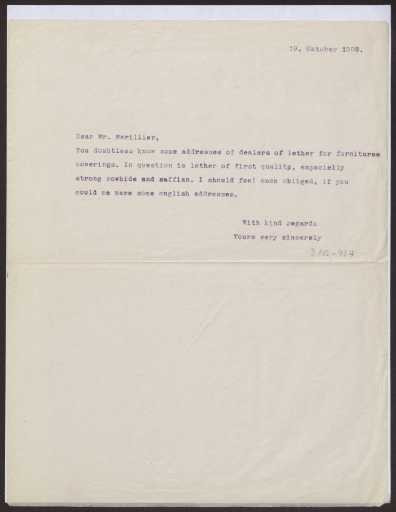 19. Oktober 1908.
Dear Mr. Marillier,
You doubtless know some addresses of dealers of lether for furnitures
coverings. In question is lether of first quality, especially
strong cowhide and saffian. I should feel much obliged, if you
could me name some english addresses.
With kind regards
Yours very sincerely